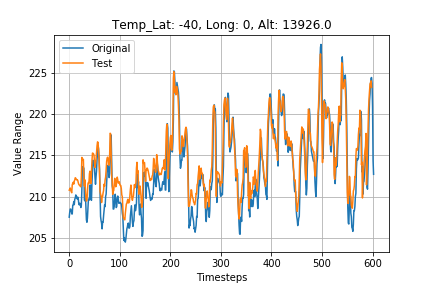 Temp_Lat: -40, Long: 0, Alt: 13926.0
Original
Test
Value Range
225
220
215
210
205
0 100 200 300 400 500 600
Timesteps